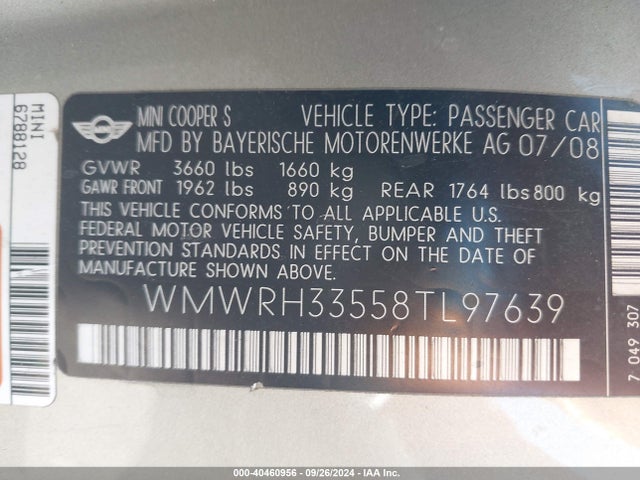 MINI
6788128
MINI
MINI COOPER S VEHICLE TYPE: PASSENGER CAR
MFD BY BAYERISCHE MOTORENWERKE AG 07/08
GVWR 3660 lbs 1660 kg
GAWR FRONT 1962 lbs 890 kg REAR 1764 lbs 800 kg
THIS VEHICLE CONFORMS TO ALL APPLICABLE U.S.
FEDERAL MOTOR VEHICLE SAFETY, BUMPER AND THEFT
PREVENTION STANDARDS IN EFFECT ON THE DATE OF
MANUFACTURE SHOWN ABOVE.
WMWRH33558TL97639
7 049 307
000-40460956 - 09/26/2024 - IAA Inc.